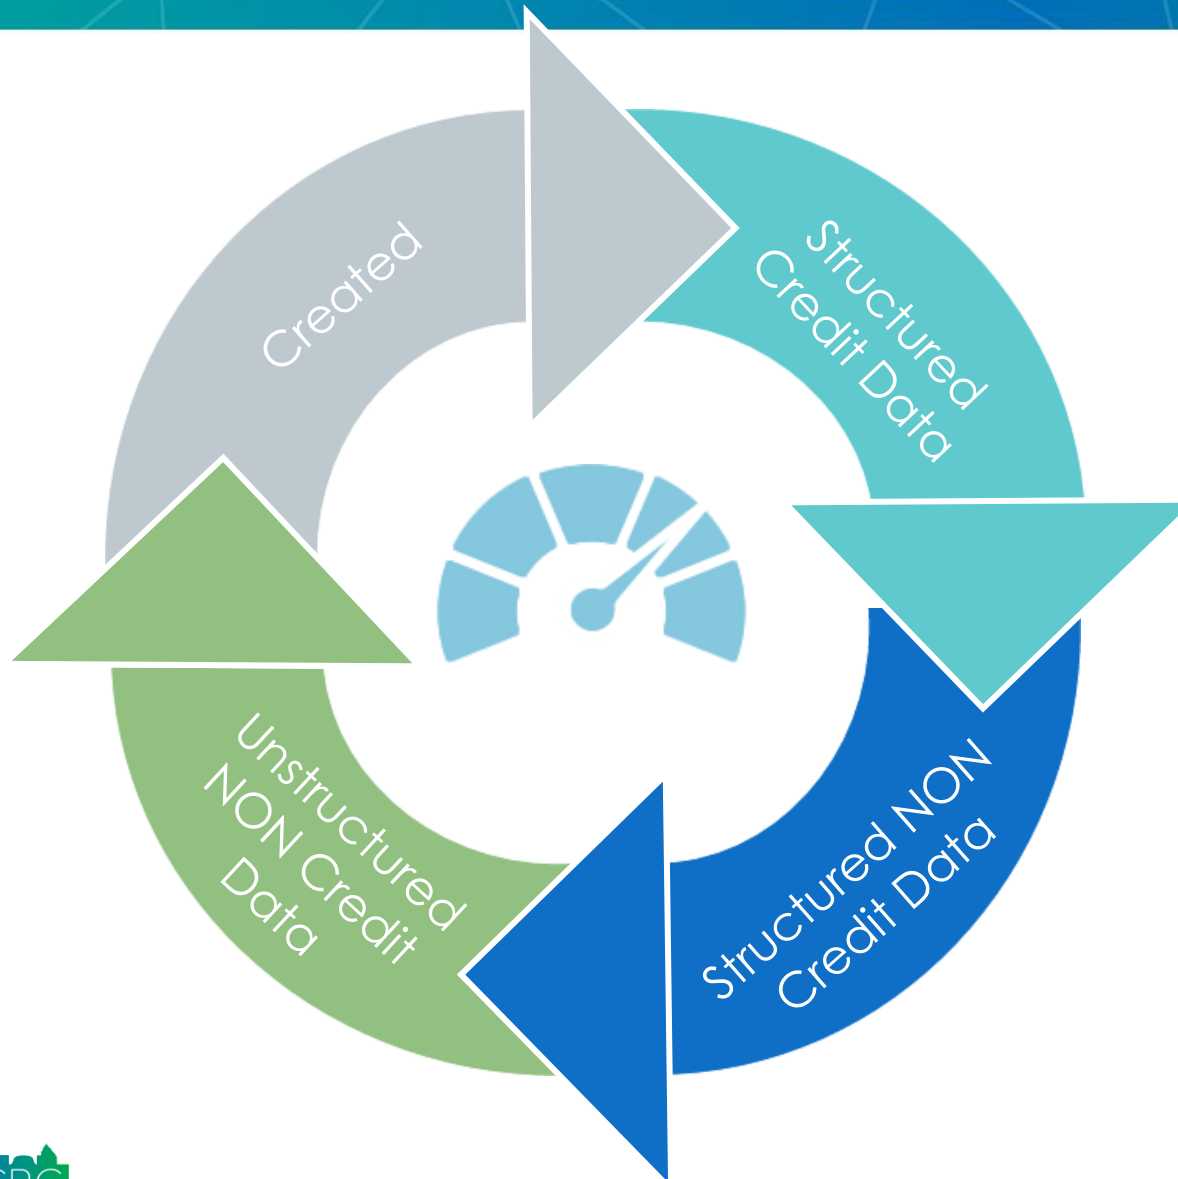 Created
Structured
Credit Data
Structured NON
Credit Data
Unstructured
NON Credit
Data